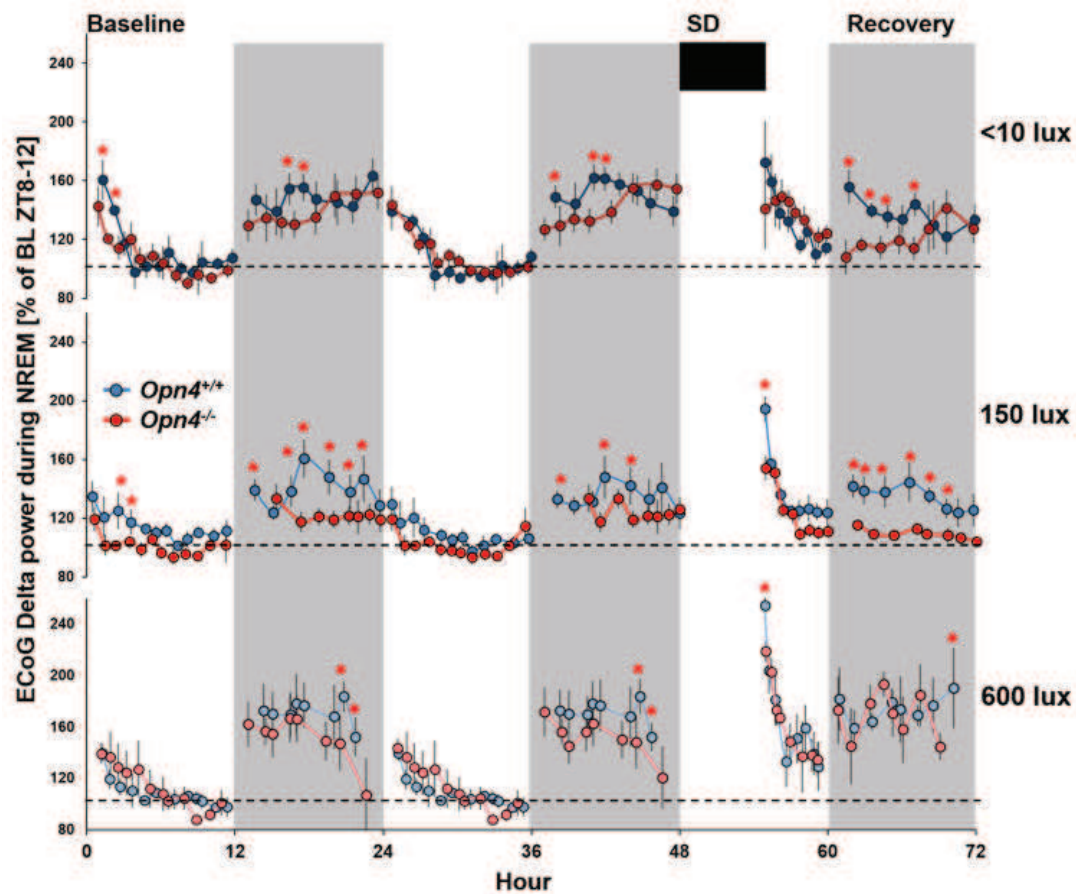 Baseline SD Recovery
ECoG Delta power during NREM [% of BL ZT8-12]
240
200
160
120
80
<10 lux
240
200
160
120
80
Opn4+/+
Opn4-/-
150 lux
240
200
160
120
80
600 lux
0 12 24 36 48 60 72
Hour